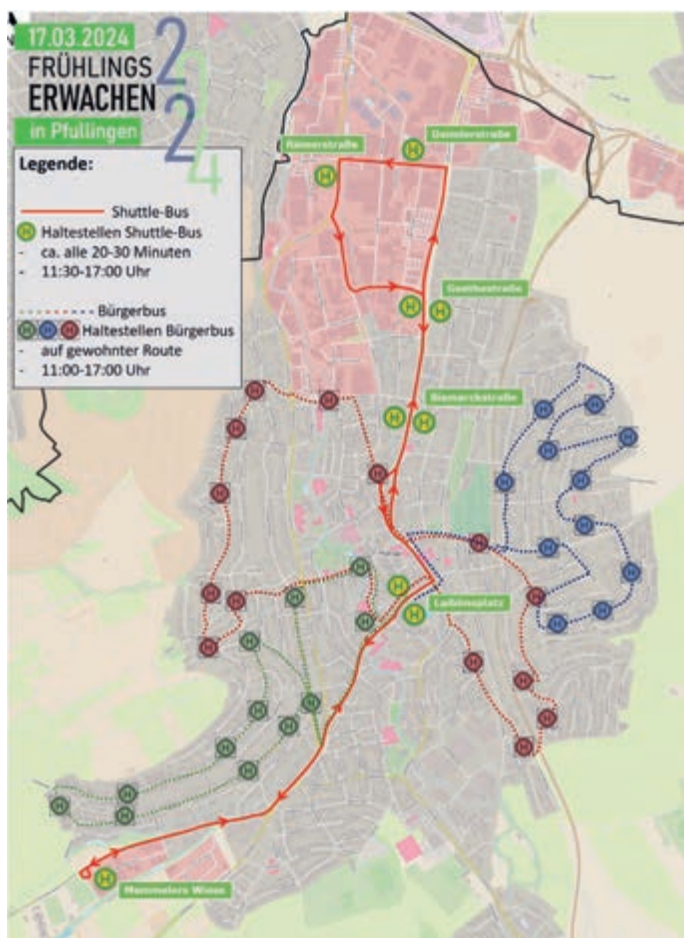 17.03.2024
FRÜHLINGS
ERWACHEN
in Pfullingen
2
2
4
Legende:
Shuttle-Bus
H Haltestellen Shuttle-Bus
- ca. alle 20-30 Minuten
- 11:30-17:00 Uhr
Bürgerbus
H H H Haltestellen Bürgerbus
- auf gewohnter Route
- 11:00-17:00 Uhr
Römerstraße
Daimlerstraße
Goethestraße
Bismarckstraße
Laiblinsplatz